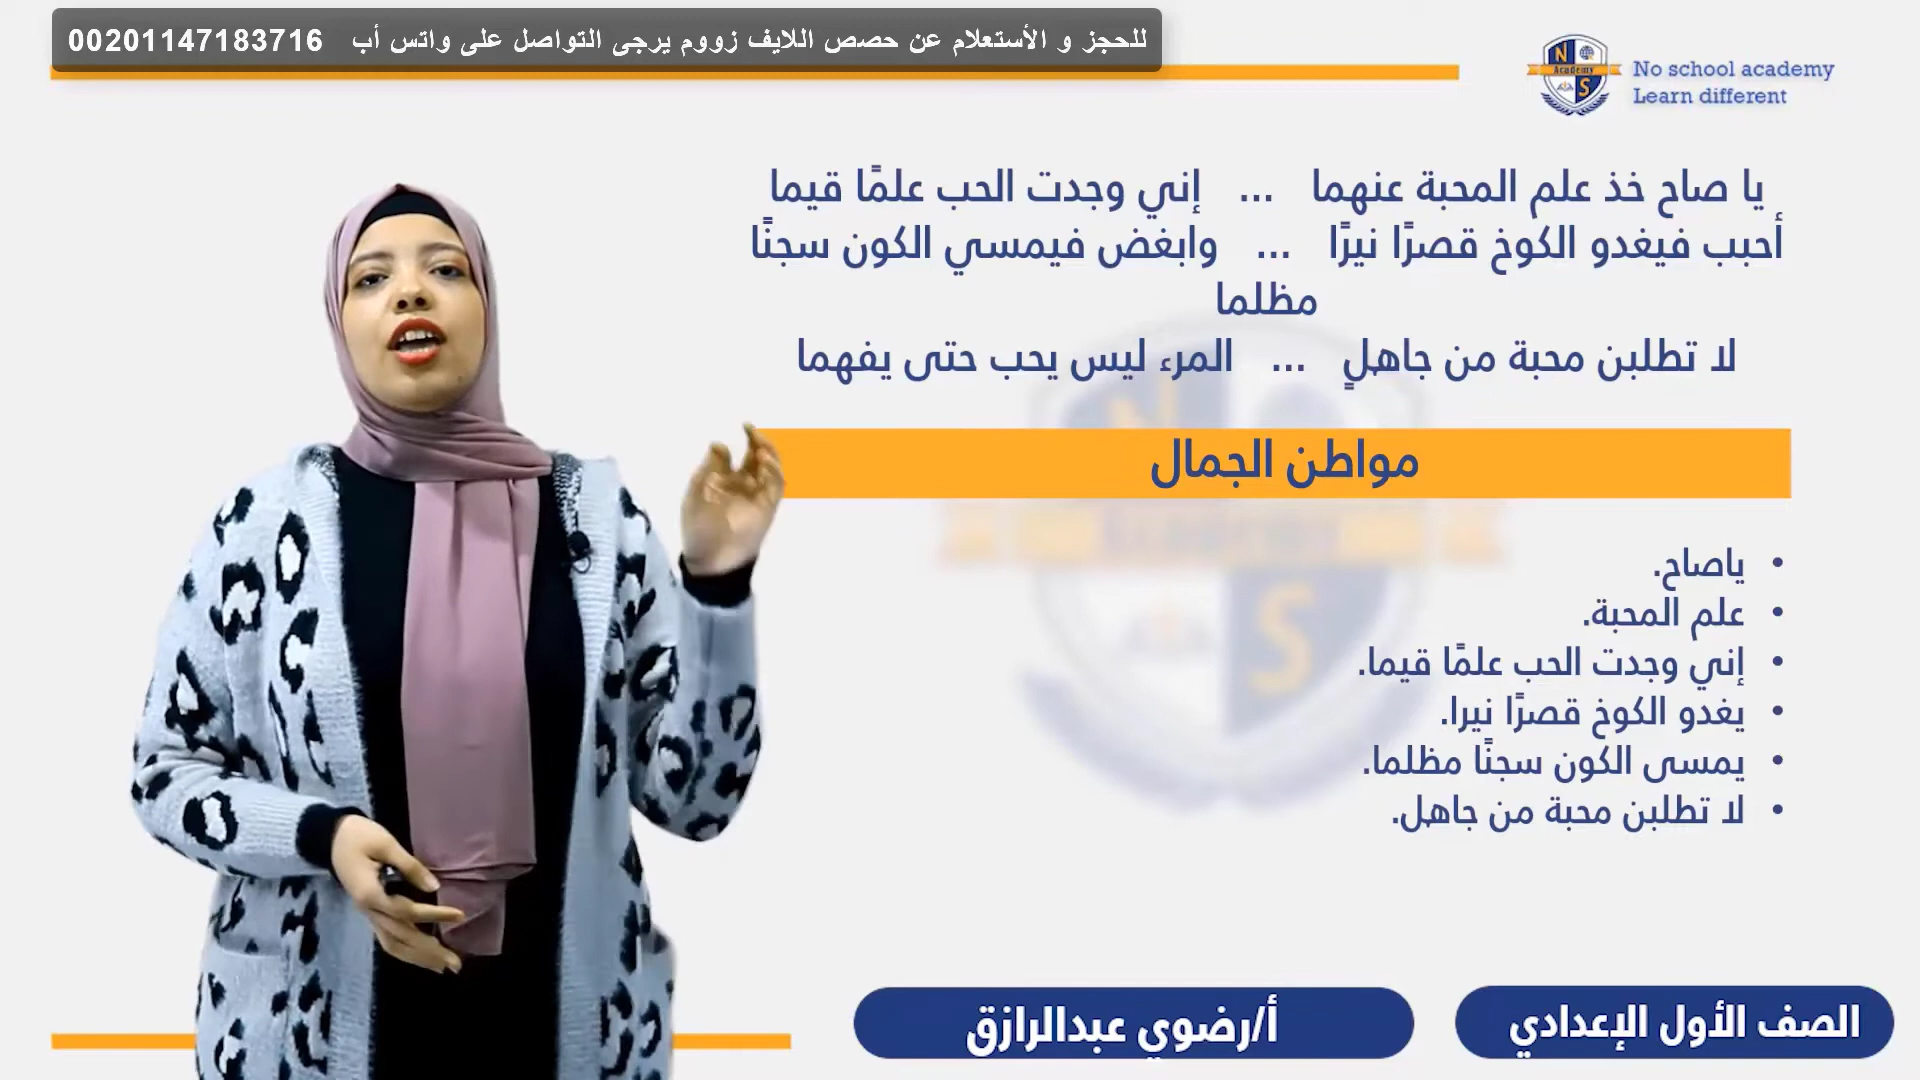 للحجز و الأستعلام عن حصص اللايف زووم يرجى التواصل على واتس أب 00201147183716
N Academy S
No school academy
Learn different
يا صاح خذ علم المحبة عنهما ... إني وجدت الحب علمًا قيما
أحبب فيغدو الكوخ قصرًا نيرًا ... وابغض فيمسي الكون سجنًا
مظلما
لا تطلبن محبة من جاهلٍ ... المرء ليس يحب حتى يفهما
مواطن الجمال
• ياصاح.
• علم المحبة.
• إني وجدت الحب علمًا قيما.
• يغدو الكوخ قصرًا نيرا.
• يمسى الكون سجنًا مظلما.
• لا تطلبن محبة من جاهل.
الصف الأول الإعدادي
أ/رضوي عبدالرازق